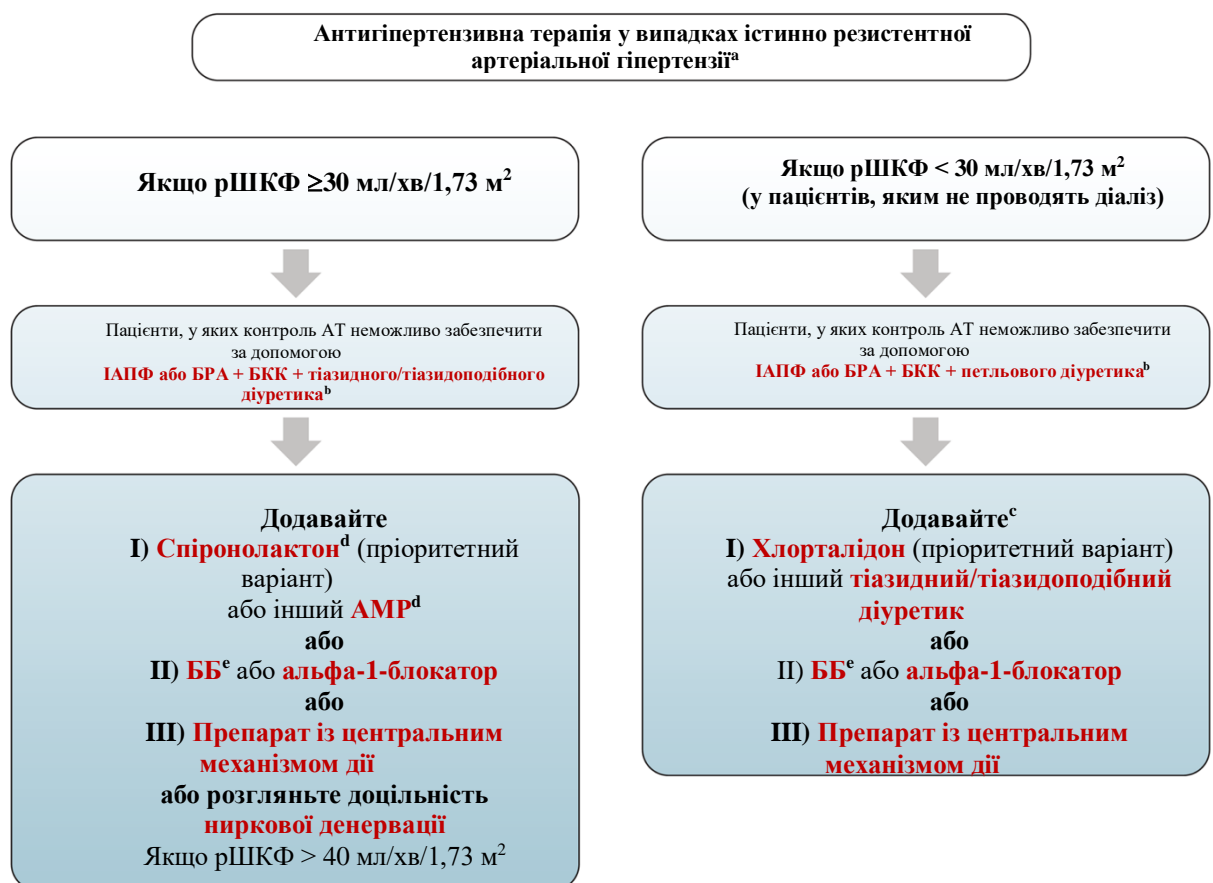 Антигіпертензивна терапія у випадках істинно резистентної
артеріальної гіпертензіїᵃ
Якщо рШКФ ≥30 мл/хв/1,73 м²
Якщо рШКФ < 30 мл/хв/1,73 м²
(у пацієнтів, яким не проводять діаліз)
Пацієнти, у яких контроль АТ неможливо забезпечити
за допомогою
ІАПФ або БРА + БКК + тіазидного/тіазидоподібного
діуретикаᵇ
Пацієнти, у яких контроль АТ неможливо забезпечити
за допомогою
ІАПФ або БРА + БКК + петльового діуретикаᵇ
Додавайте
I) Спіронолактонᵈ (пріоритетний
варіант)
або інший АМРᵈ
або
II) ББᵉ або альфа-1-блокатор
або
III) Препарат із центральним
механізмом дії
або розгляньте доцільність
ниркової денервації
Якщо рШКФ > 40 мл/хв/1,73 м²
Додавайтеᶜ
I) Хлорталідон (пріоритетний варіант)
або інший тіазидний/тіазидоподібний
діуретик
або
II) ББᵉ або альфа-1-блокатор
або
III) Препарат із центральним
механізмом дії